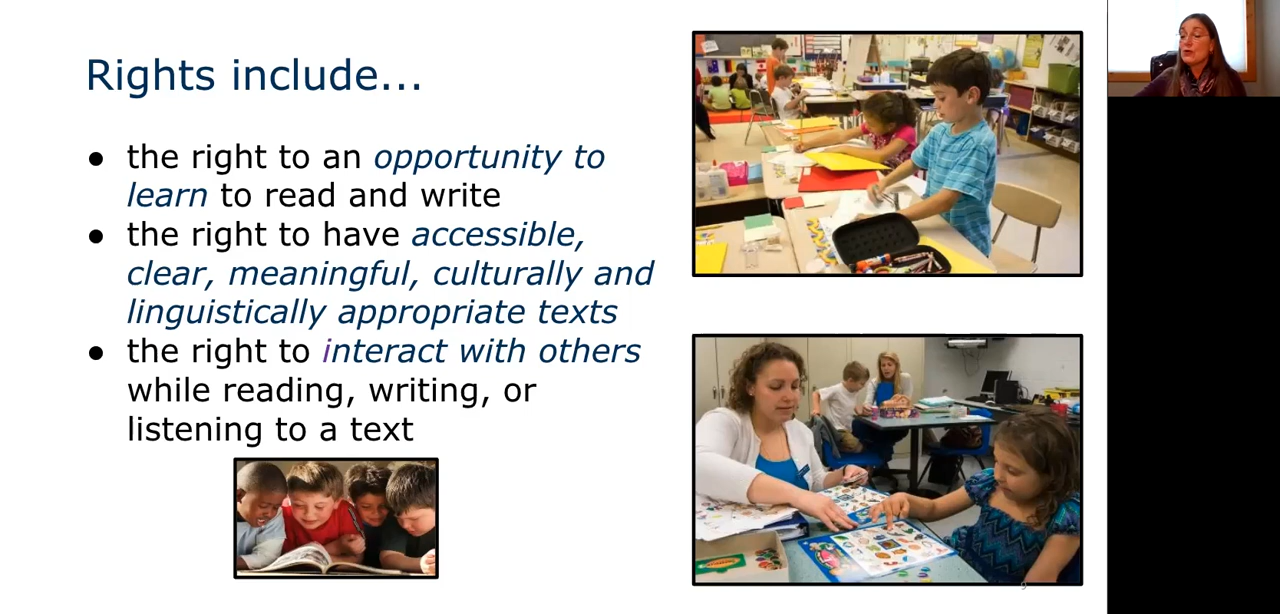 Rights include...
● the right to an opportunity to
learn to read and write
● the right to have accessible,
clear, meaningful, culturally and
linguistically appropriate texts
● the right to interact with others
while reading, writing, or
listening to a text
9